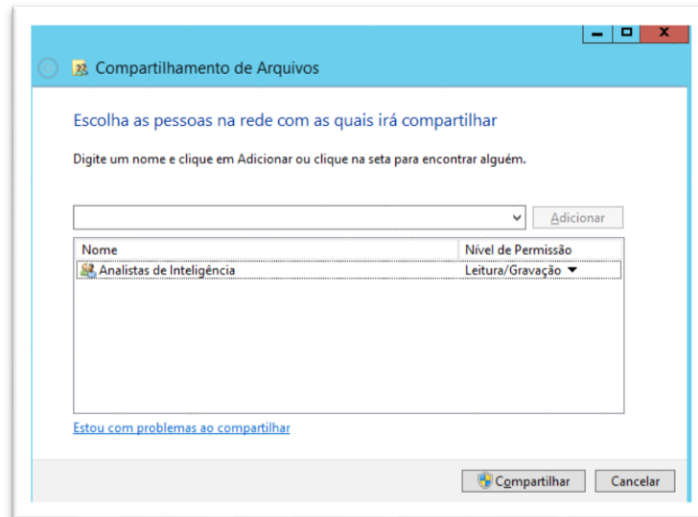 Compartilhamento de Arquivos
Escolha as pessoas na rede com as quais irá compartilhar
Digite um nome e clique em Adicionar ou clique na seta para encontrar alguém.
Adicionar
Nome Nível de Permissão
Analistas de Inteligência Leitura/Gravação
Estou com problemas ao compartilhar
Compartilhar Cancelar